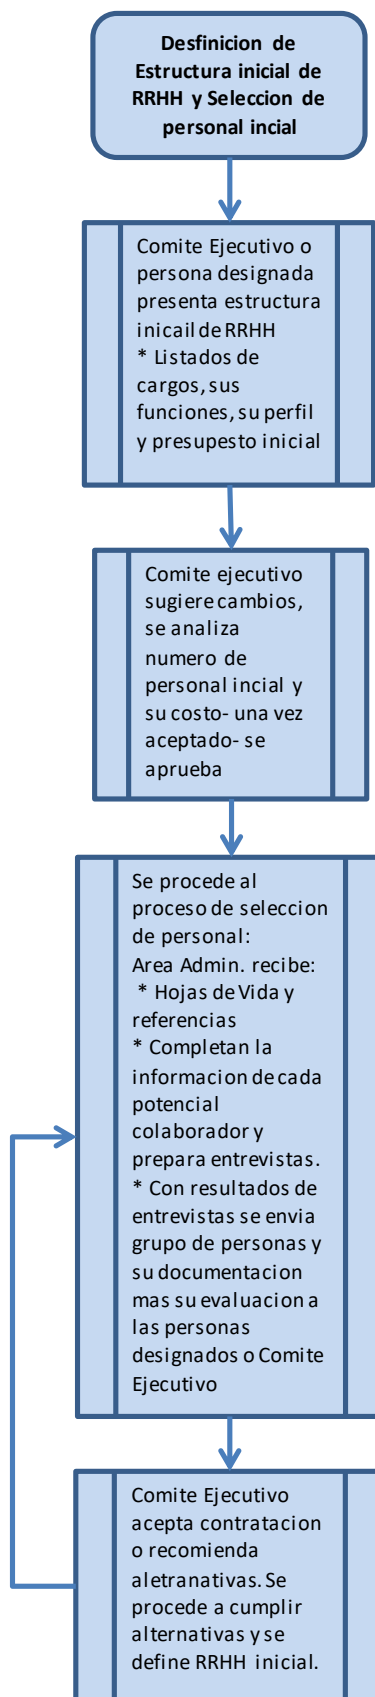 Desfinicion de
Estructura inicial de
RRHH y Seleccion de
personal incial
Comite Ejecutivo o
persona designada
presenta estructura
inicail de RRHH
* Listados de
cargos, sus
funciones, su perfil
y presupesto inicial
Comite ejecutivo
sugiere cambios,
se analiza
numero de
personal incial y
su costo- una vez
aceptado- se
aprueba
Se procede al
proceso de seleccion
de personal:
Area Admin. recibe:
* Hojas de Vida y
referencias
* Completan la
informacion de cada
potencial
colaborador y
prepara entrevistas.
* Con resultados de
entrevistas se envia
grupo de personas y
su documentacion
mas su evaluacion a
las personas
designados o Comite
Ejecutivo
Comite Ejecutivo
acepta contratacion
o recomienda
aletranativas. Se
procede a cumplir
alternativas y se
define RRHH inicial.